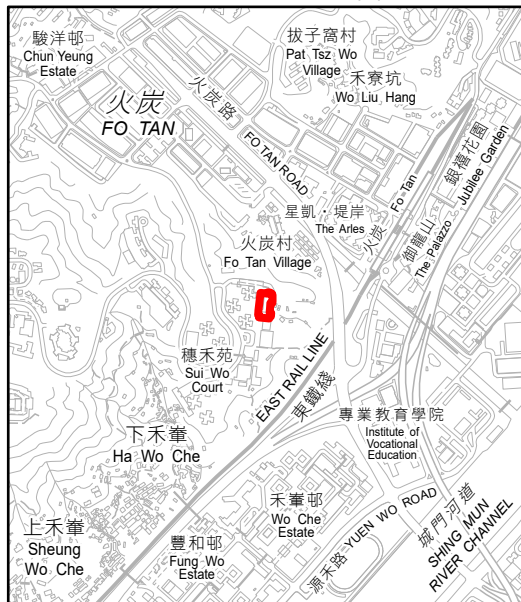 駿洋邨
Chun Yeung
Estate
拔子窩村
Pat Tsz Wo
Village
禾寮坑
Wo Liu Hang
火炭
FO TAN
火炭路
FO TAN ROAD
銀禧花園
Jubilee Garden
星凱．堤岸
The Arles
火炭
Fo Tan
御龍山
The Palazzo
火炭村
Fo Tan Village
穗禾苑
Sui Wo
Court
EAST RAIL LINE
東鐵綫
專業教育學院
Institute of
Vocational
Education
下禾輋
Ha Wo Che
禾輋邨
Wo Che
Estate
源禾路 YUEN WO ROAD
城門河道
SHING MUN
RIVER CHANNEL
上禾輋
Sheung
Wo Che
豐和邨
Fung Wo
Estate